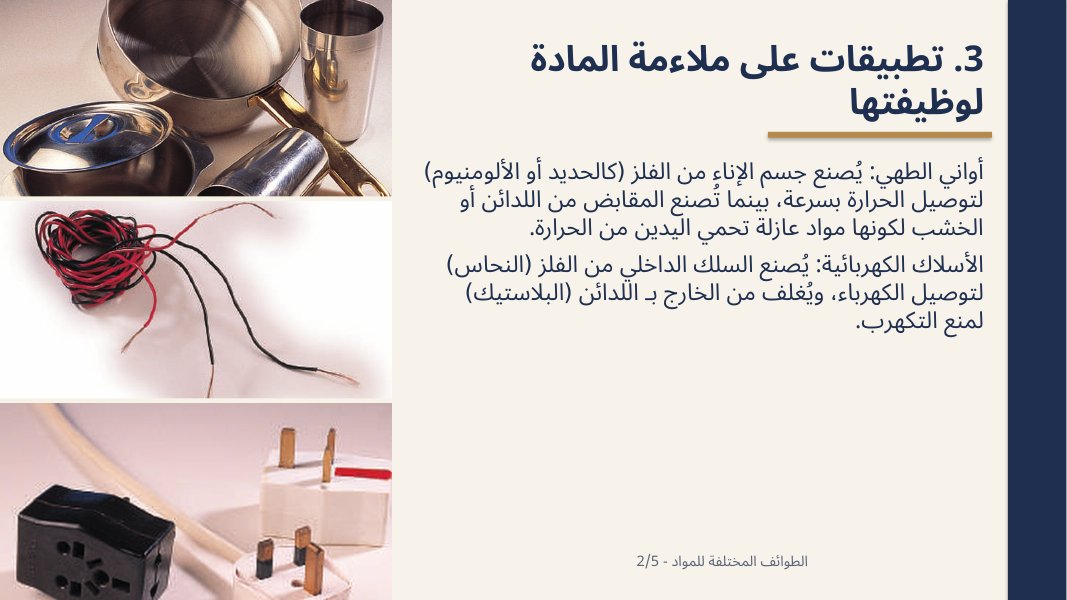 3. تطبيقات على ملاءمة المادة
لوظيفتها
أواني الطهي: يُصنع جسم الإناء من الفلز (كالحديد أو الألومنيوم)
لتوصيل الحرارة بسرعة، بينما تُصنع المقابض من اللدائن أو
الخشب لكونها مواد عازلة تحمي اليدين من الحرارة.
الأسلاك الكهربائية: يُصنع السلك الداخلي من الفلز (النحاس)
لتوصيل الكهرباء، ويُغلف من الخارج بـ اللدائن (البلاستيك)
لمنع التكهرب.
الطوائف المختلفة للمواد - 2/5